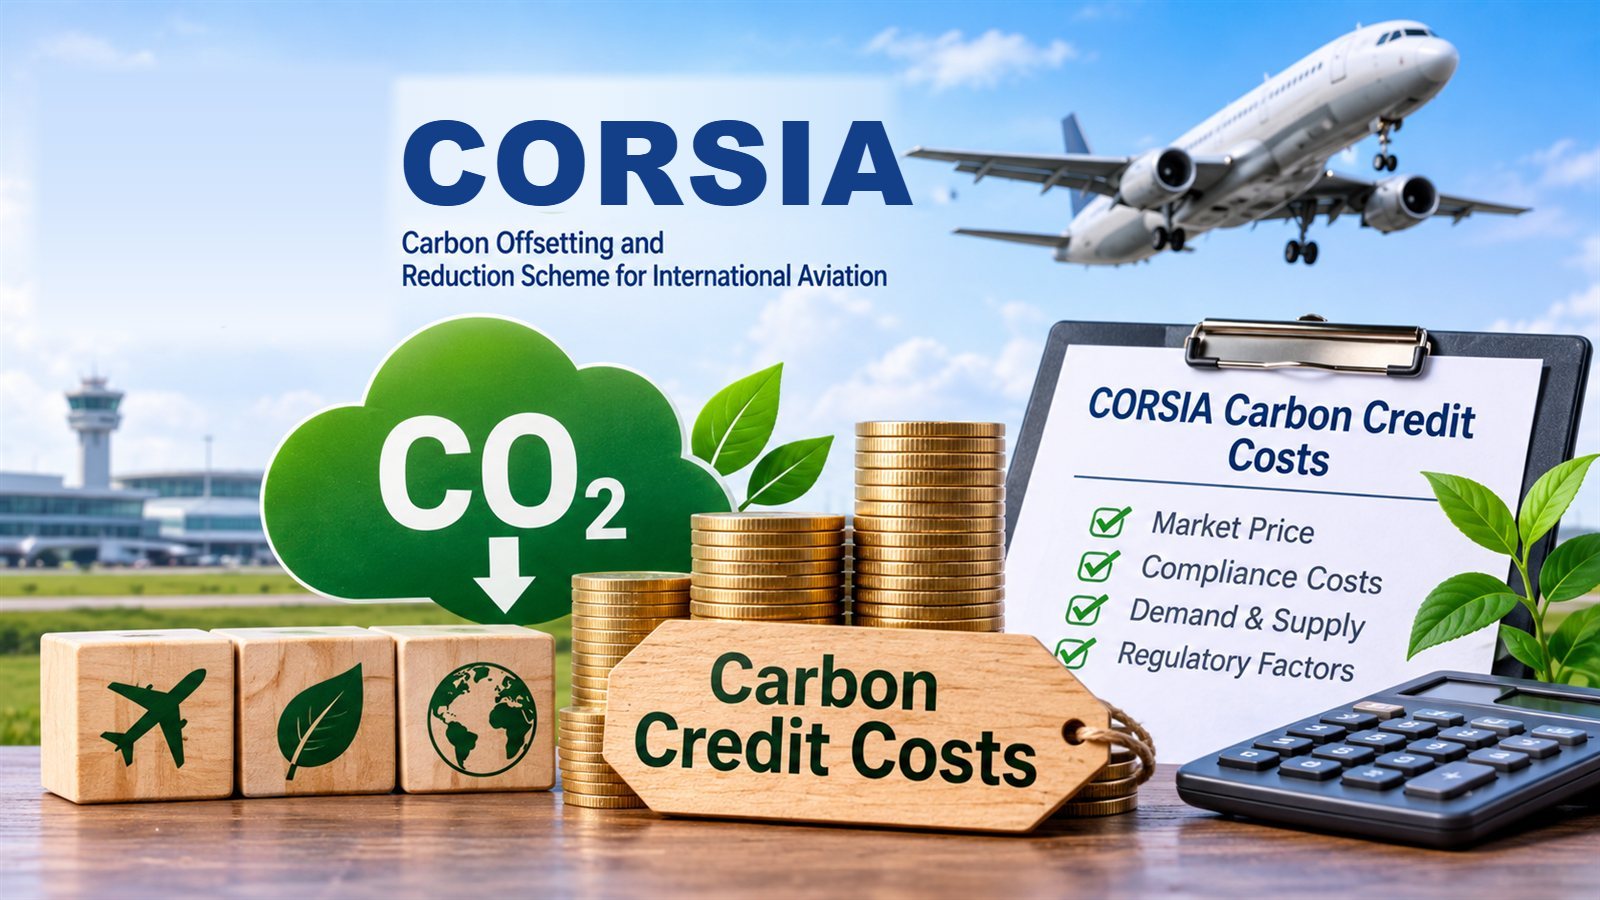 CORSIA
Carbon Offsetting and
Reduction Scheme for International Aviation
CO₂
CORSIA Carbon Credit
Costs
Market Price
Compliance Costs
Demand & Supply
Regulatory Factors
Carbon
Credit Costs